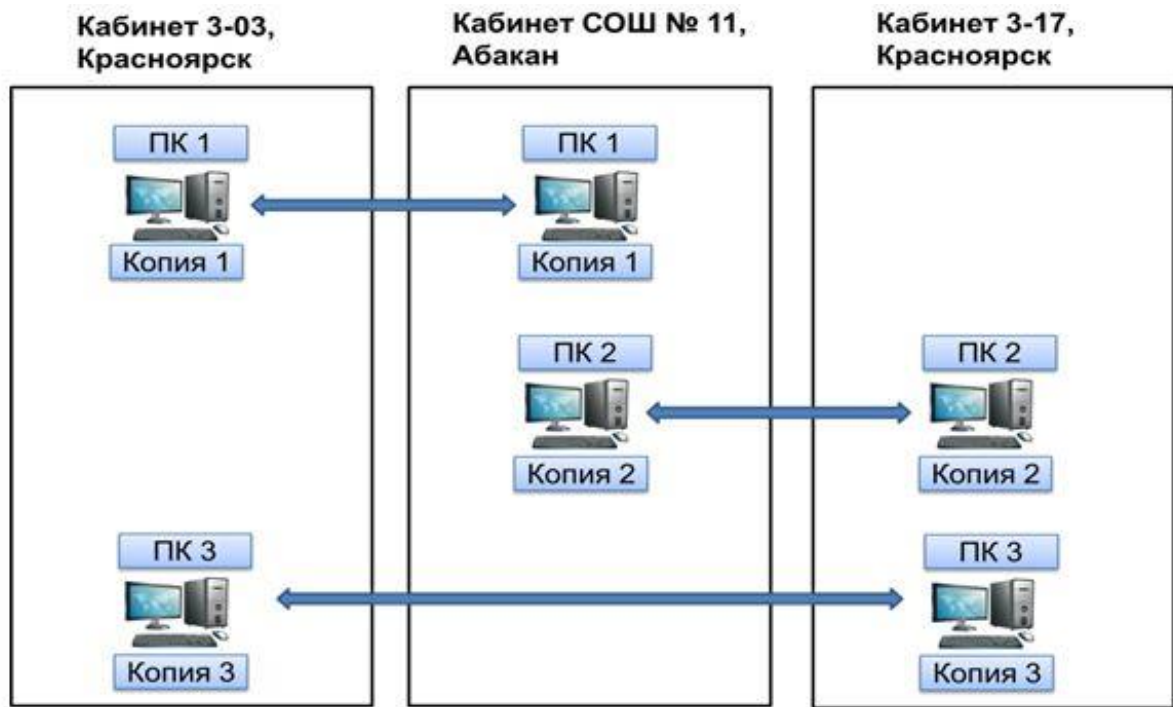 Кабинет 3-03,
Красноярск
Кабинет СОШ № 11,
Абакан
Кабинет 3-17,
Красноярск
ПК 1
Копия 1
ПК 1
Копия 1
ПК 2
Копия 2
ПК 2
Копия 2
ПК 3
Копия 3
ПК 3
Копия 3